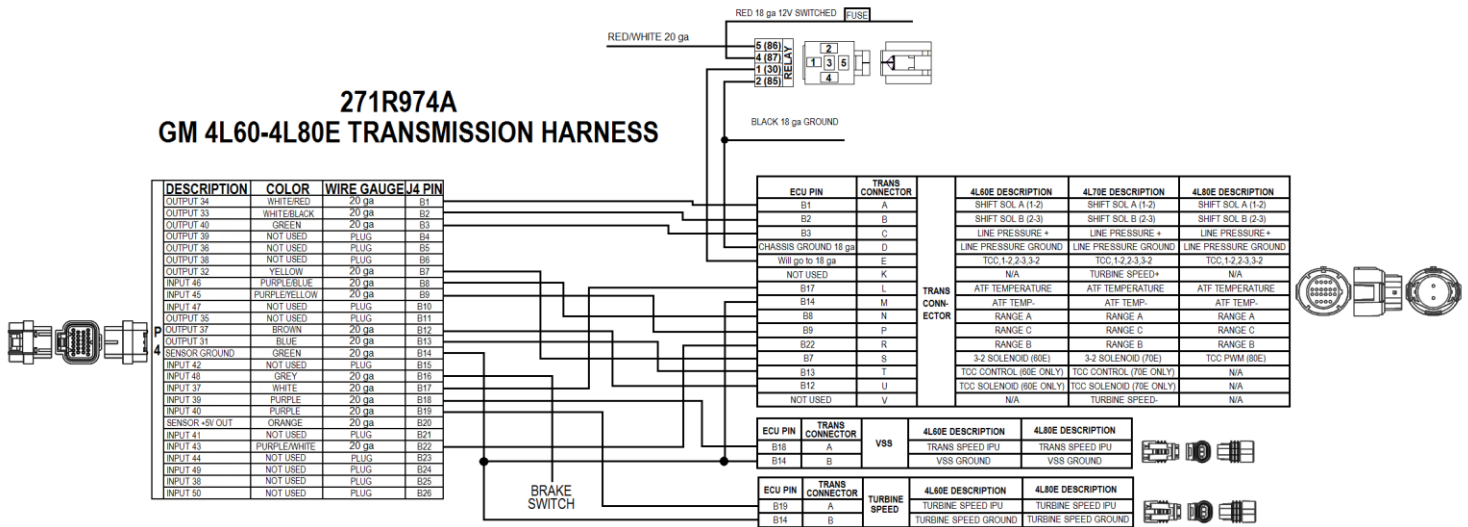 RED 18 ga 12V SWITCHED FUSE
RED/WHITE 20 ga
5 (86)
4 (87)
1 (30)
2 (85)
RELAY
2
1 3 5
4
271R974A
GM 4L60-4L80E TRANSMISSION HARNESS
BLACK 18 ga GROUND
P4
DESCRIPTION COLOR WIRE GAUGE J4 PIN
OUTPUT 34 WHITE/RED 20 ga B1
OUTPUT 33 WHITE/BLACK 20 ga B2
OUTPUT 40 GREEN 20 ga B3
OUTPUT 39 NOT USED PLUG B4
OUTPUT 36 NOT USED PLUG B5
OUTPUT 38 NOT USED PLUG B6
OUTPUT 32 YELLOW 20 ga B7
INPUT 46 PURPLE/BLUE 20 ga B8
INPUT 45 PURPLE/YELLOW 20 ga B9
INPUT 47 NOT USED PLUG B10
OUTPUT 35 NOT USED PLUG B11
OUTPUT 37 BROWN 20 ga B12
OUTPUT 31 BLUE 20 ga B13
SENSOR GROUND GREEN 20 ga B14
INPUT 42 NOT USED PLUG B15
INPUT 48 GREY 20 ga B16
INPUT 37 WHITE 20 ga B17
INPUT 39 PURPLE 20 ga B18
INPUT 40 PURPLE 20 ga B19
SENSOR +5V OUT ORANGE 20 ga B20
INPUT 41 NOT USED PLUG B21
INPUT 43 PURPLE/WHITE 20 ga B22
INPUT 44 NOT USED PLUG B23
INPUT 49 NOT USED PLUG B24
INPUT 38 NOT USED PLUG B25
INPUT 50 NOT USED PLUG B26
BRAKE
SWITCH
ECU PIN TRANS CONNECTOR 4L60E DESCRIPTION 4L70E DESCRIPTION 4L80E DESCRIPTION
B1 A SHIFT SOL A (1-2) SHIFT SOL A (1-2) SHIFT SOL A (1-2)
B2 B SHIFT SOL B (2-3) SHIFT SOL B (2-3) SHIFT SOL B (2-3)
B3 C LINE PRESSURE + LINE PRESSURE + LINE PRESSURE +
CHASSIS GROUND 18 ga D LINE PRESSURE GROUND LINE PRESSURE GROUND LINE PRESSURE GROUND
Will go to 18 ga E TCC,1-2,2-3,3-2 TCC,1-2,2-3,3-2 TCC,1-2,2-3,3-2
NOT USED K N/A TURBINE SPEED+ N/A
B17 L ATF TEMPERATURE ATF TEMPERATURE ATF TEMPERATURE
B14 M ATF TEMP- ATF TEMP- ATF TEMP-
B8 N RANGE A RANGE A RANGE A
B9 P RANGE C RANGE C RANGE C
B22 R RANGE B RANGE B RANGE B
B7 S 3-2 SOLENOID (60E) 3-2 SOLENOID (70E) TCC PWM (80E)
B13 T TCC CONTROL (60E ONLY) TCC CONTROL (70E ONLY) N/A
B12 U TCC SOLENOID (60E ONLY) TCC SOLENOID (70E ONLY) N/A
NOT USED V N/A TURBINE SPEED- N/A
TRANS
CONN-
ECTOR
ECU PIN TRANS CONNECTOR VSS 4L60E DESCRIPTION 4L80E DESCRIPTION
B18 A TRANS SPEED IPU TRANS SPEED IPU
B14 B VSS GROUND VSS GROUND
ECU PIN TRANS CONNECTOR TURBINE SPEED 4L60E DESCRIPTION 4L80E DESCRIPTION
B19 A TURBINE SPEED IPU TURBINE SPEED IPU
B14 B TURBINE SPEED GROUND TURBINE SPEED GROUND